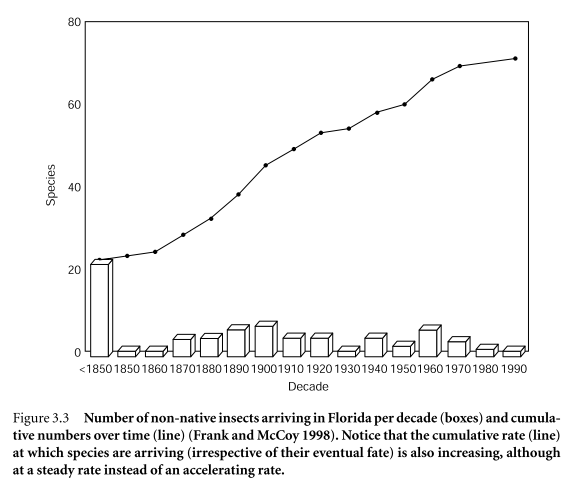 80
60
Species
40
20
0
<1850 1850 1860 1870 1880 1890 1900 1910 1920 1930 1940 1950 1960 1970 1980 1990
Decade
Figure 3.3 Number of non-native insects arriving in Florida per decade (boxes) and cumula-
tive numbers over time (line) (Frank and McCoy 1998). Notice that the cumulative rate (line)
at which species are arriving (irrespective of their eventual fate) is also increasing, although
at a steady rate instead of an accelerating rate.